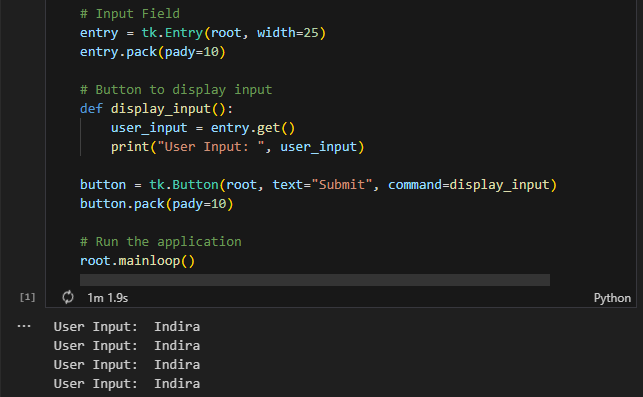 # Input Field
entry = tk.Entry(root, width=25)
entry.pack(pady=10)
# Button to display input
def display_input():
    user_input = entry.get()
    print("User Input: ", user_input)
button = tk.Button(root, text="Submit", command=display_input)
button.pack(pady=10)
# Run the application
root.mainloop()
[1] 1m 1.9s Python
... User Input:  Indira
User Input:  Indira
User Input:  Indira
User Input:  Indira